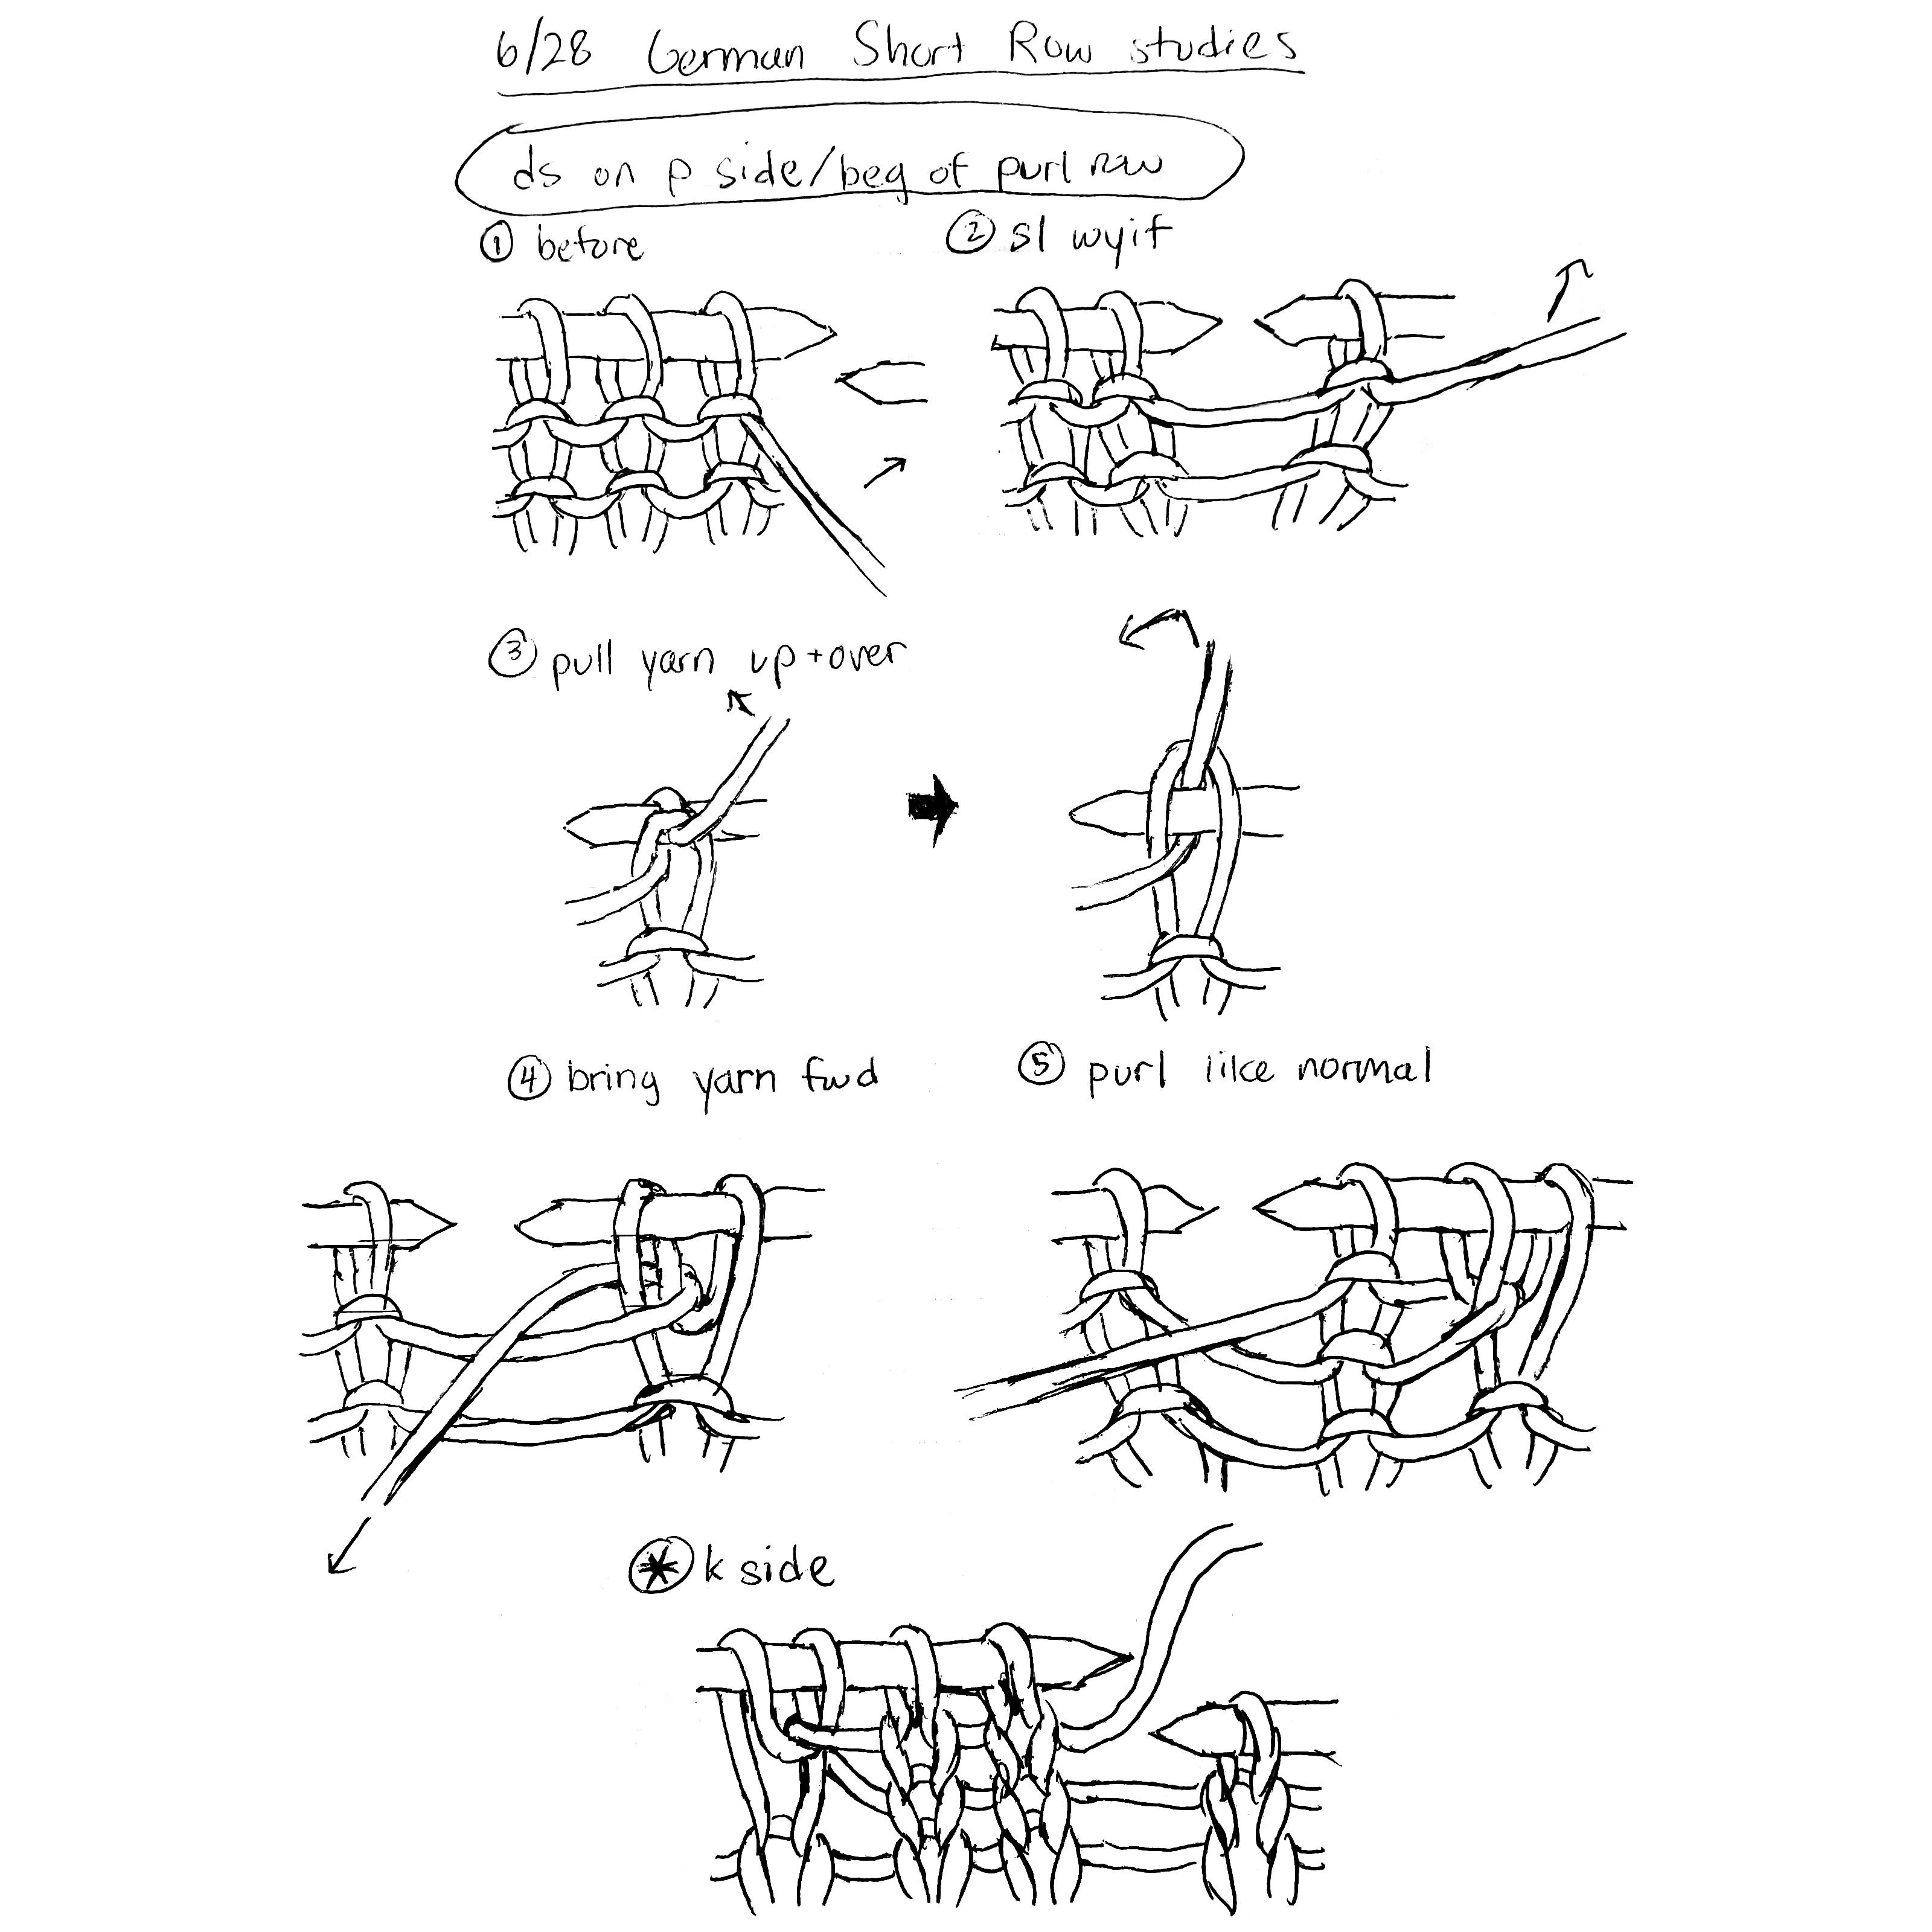 6/28 German Short Row studies
ds on p side/beg of purl row
① before
② sl wyif
③ pull yarn up+over
④ bring yarn fwd
⑤ purl like normal
✱ k side